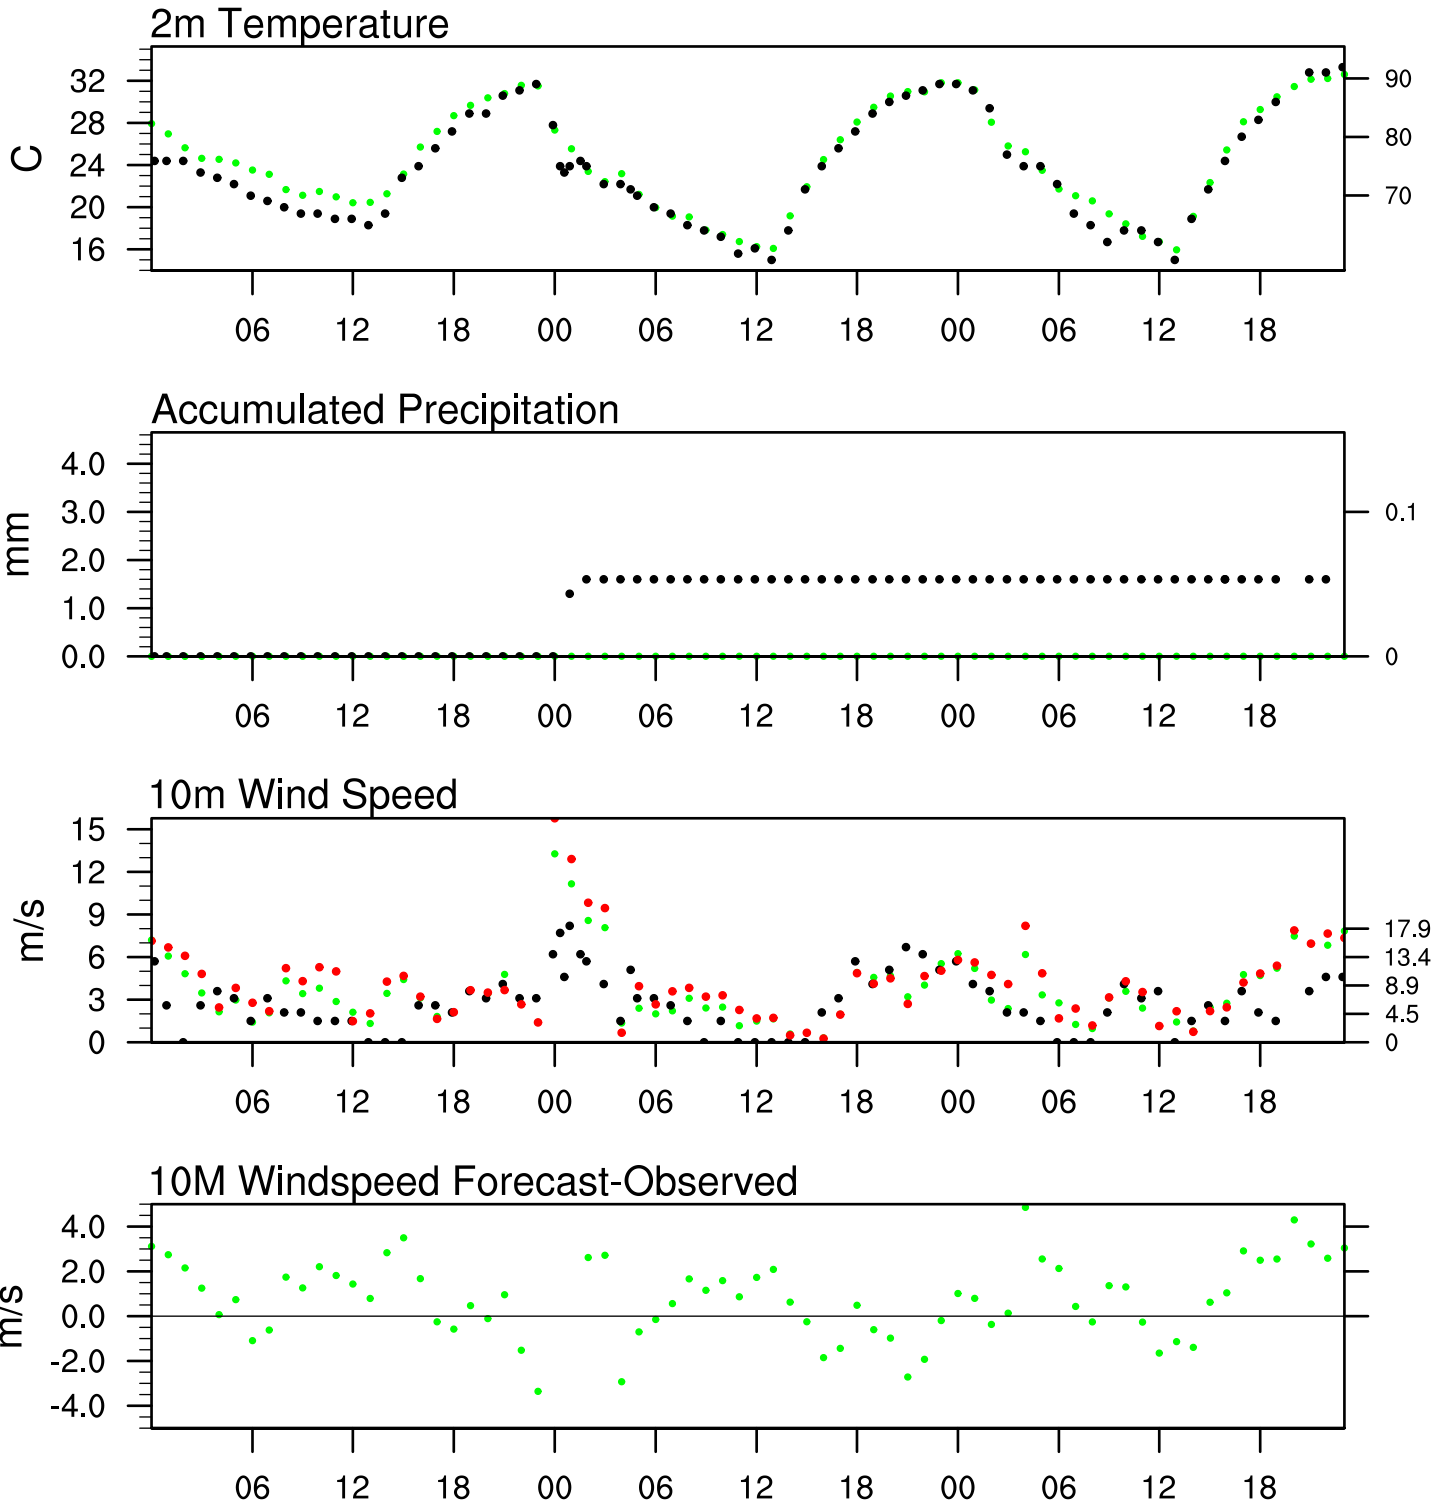 2m Temperature
32 90
28
80
24
C
20 70
16
06 12 18 00 06 12 18 00 06 12 18
Accumulated Precipitation
4.0
3.0 0.1
mm
2.0
1.0
0.0 0
06 12 18 00 06 12 18 00 06 12 18
10m Wind Speed
15
12
9 17.9
m/s
6 13.4
8.9
3 4.5
0 0
06 12 18 00 06 12 18 00 06 12 18
10M Windspeed Forecast-Observed
4.0
2.0
0.0
m/s
-2.0
-4.0
06 12 18 00 06 12 18 00 06 12 18